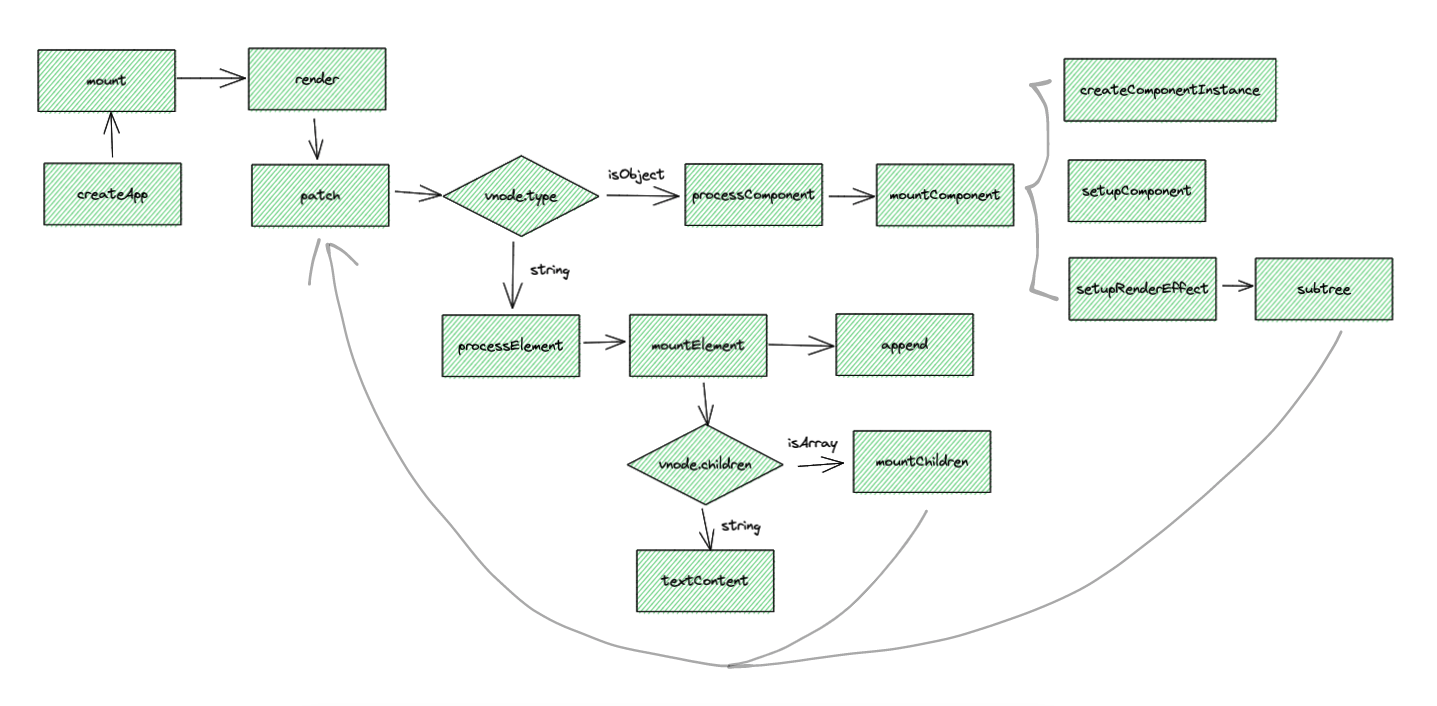 mount
render
createComponentInstance
createApp
patch
vnode.type
isObject
processComponent
mountComponent
setupComponent
string
setupRenderEffect
subtree
processElement
mountElement
append
vnode.children
isArray
mountChildren
string
textContent